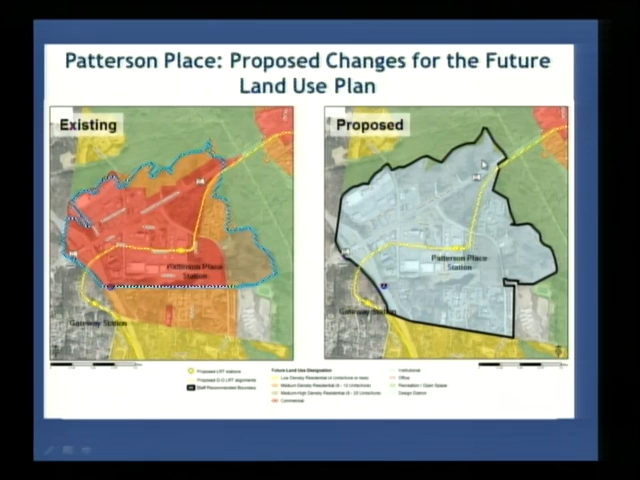 Patterson Place: Proposed Changes for the Future
Land Use Plan
Existing
Proposed
Patterson Place
Station
Gateway Station
Patterson Place
Station
Gateway Station
Proposed LRT stations
Proposed D-O LRT alignments
Staff Recommended Boundary
Future Land Use Designation
Low Density Residential (4 Units/Acre or less)
Medium Density Residential (6 - 12 Units/Acre)
Medium-High Density Residential (8 - 20 Units/Acre)
Commercial
Institutional
Office
Recreation / Open Space
Design District